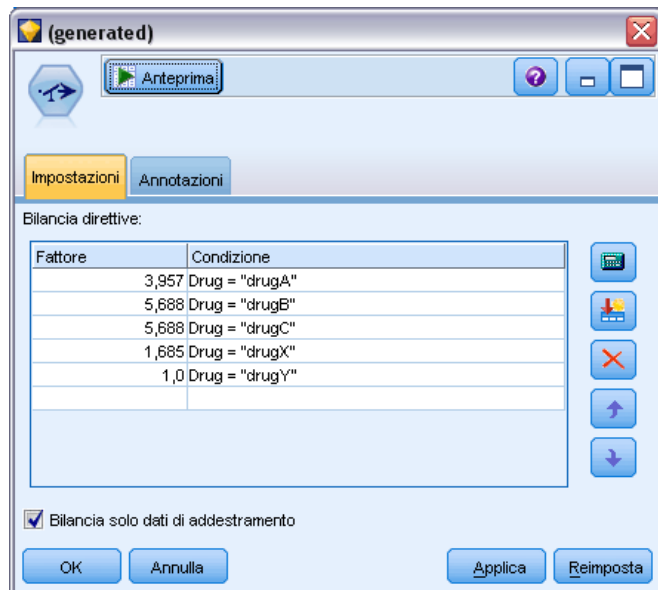 (generated)
Anteprima
Impostazioni Annotazioni
Bilancia direttive:
Fattore Condizione
3,957 Drug = "drugA"
5,688 Drug = "drugB"
5,688 Drug = "drugC"
1,685 Drug = "drugX"
1,0 Drug = "drugY"
Bilancia solo dati di addestramento
OK Annulla Applica Reimposta